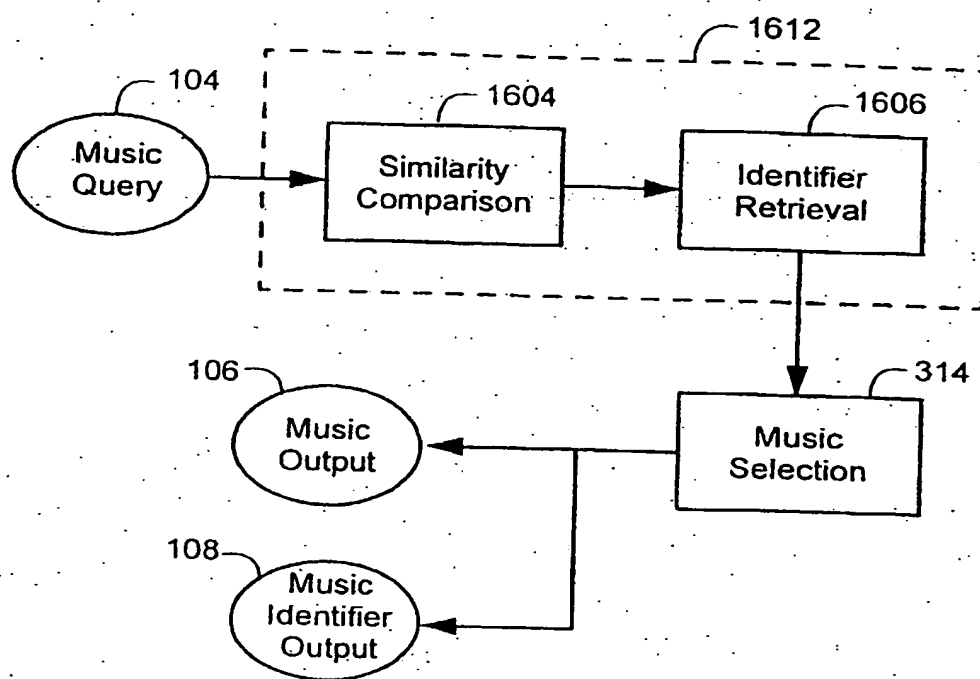 1612
104
Music
Query
1604
Similarity
Comparison
1606
Identifier
Retrieval
106
Music
Output
314
Music
Selection
108
Music
Identifier
Output